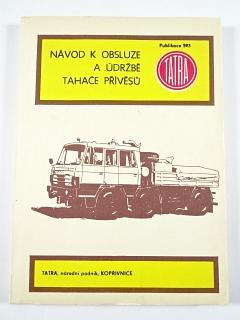 Publikace 593
NÁVOD K OBSLUZE
A ÚDRŽBĚ
TAHAČE PŘÍVĚSŮ
TATRA
TATRA, národní podnik, KOPŘIVNICE